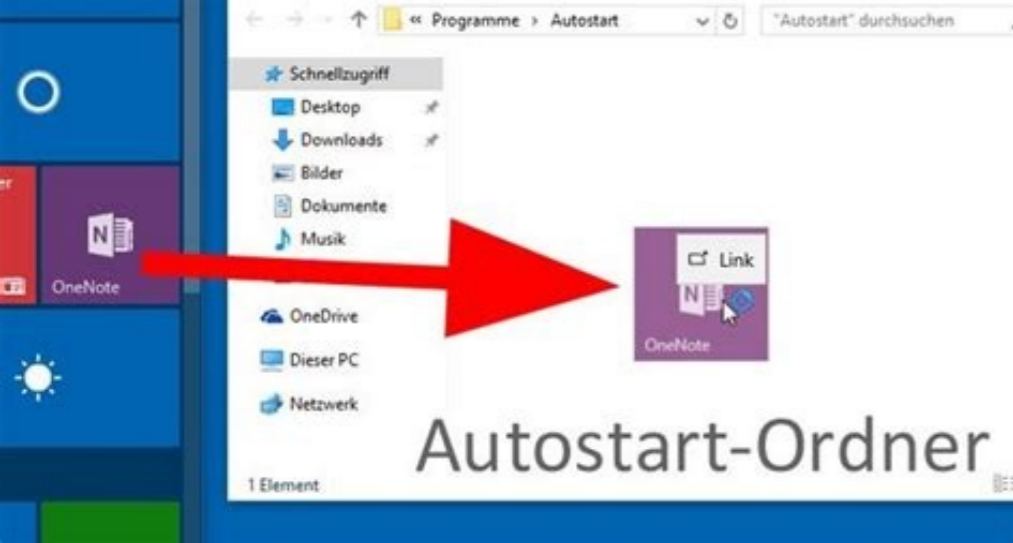 « Programme › Autostart
"Autostart" durchsuchen
Schnellzugriff
Desktop
Downloads
Bilder
Dokumente
Musik
OneDrive
Dieser PC
Netzwerk
1 Element
er
N
OneNote
Link
N
OneNote
Autostart-Ordner